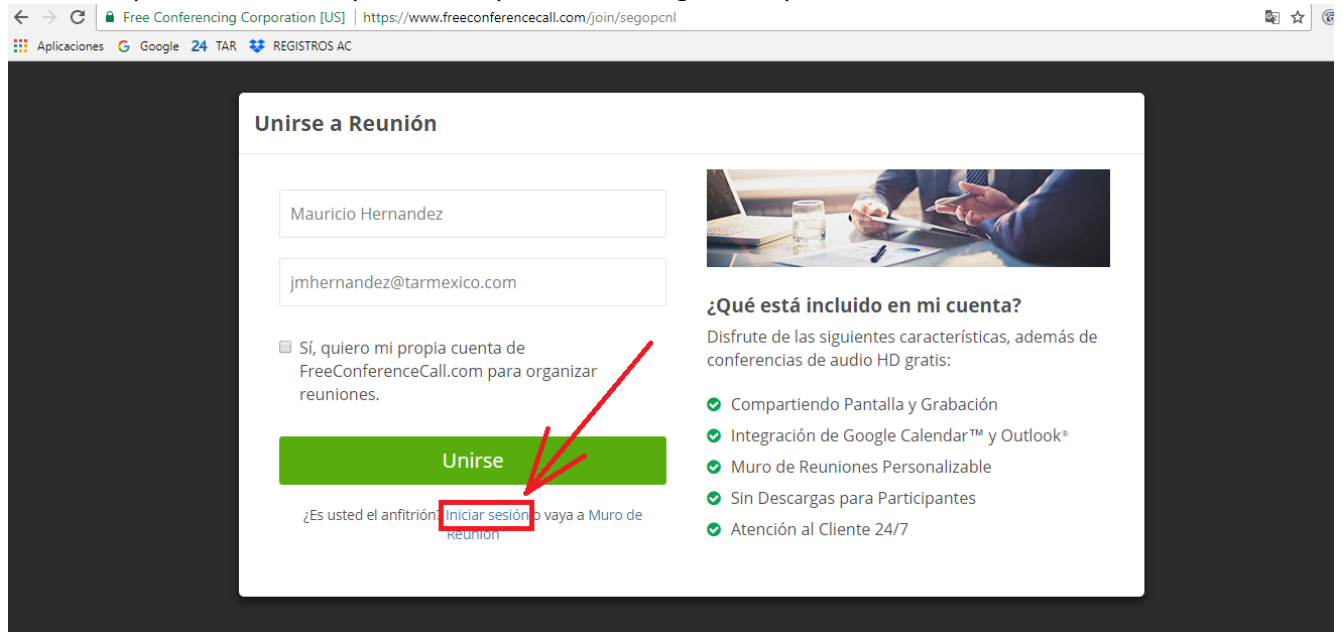 Free Conferencing Corporation [US] | https://www.freeconferencecall.com/join/segopcnl
Aplicaciones G Google 24 TAR REGISTROS AC
Unirse a Reunión
Mauricio Hernandez
jmhernandez@tarmexico.com
Sí, quiero mi propia cuenta de
FreeConferenceCall.com para organizar
reuniones.
Unirse
¿Es usted el anfitrión? Iniciar sesión o vaya a Muro de
Reunión
¿Qué está incluido en mi cuenta?
Disfrute de las siguientes características, además de
conferencias de audio HD gratis:
Compartiendo Pantalla y Grabación
Integración de Google Calendar™ y Outlook®
Muro de Reuniones Personalizable
Sin Descargas para Participantes
Atención al Cliente 24/7